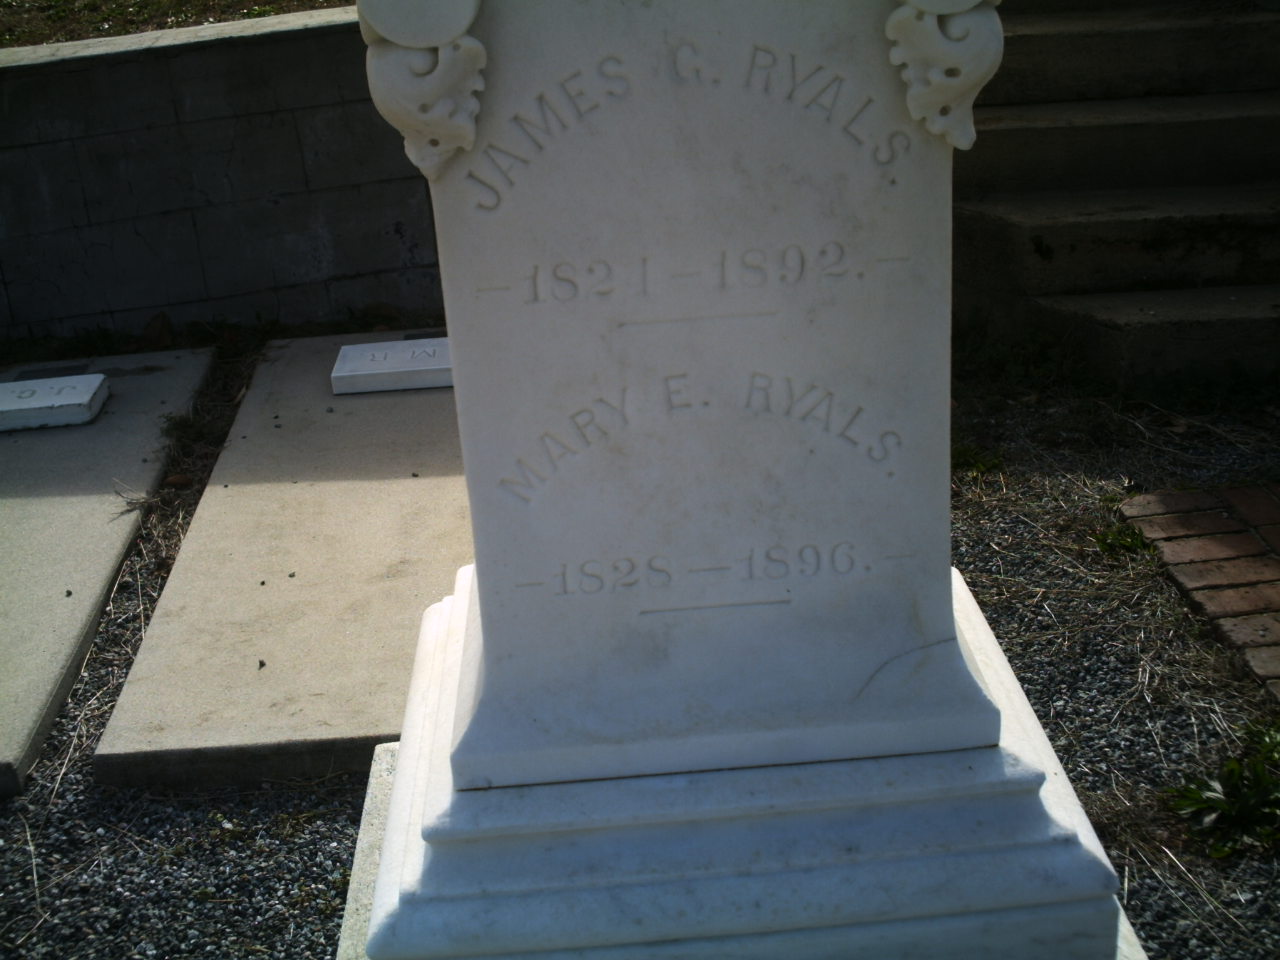 JAMES G. RYALS.
– 1821 – 1892. –
MARY E. RYALS.
– 1828 – 1896. –
M R.
J. G.